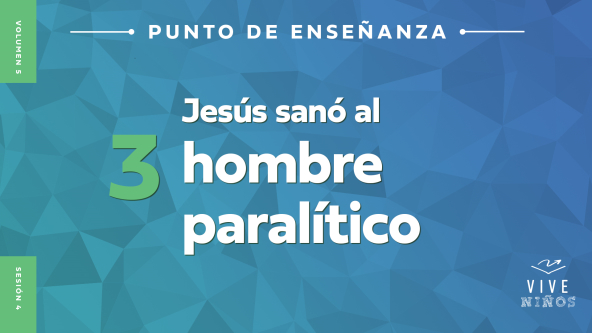 VOLUMEN 5
PUNTO DE ENSEÑANZA
3
Jesús sanó al
hombre
paralítico
SESIÓN 4
VIVE
NIÑOS